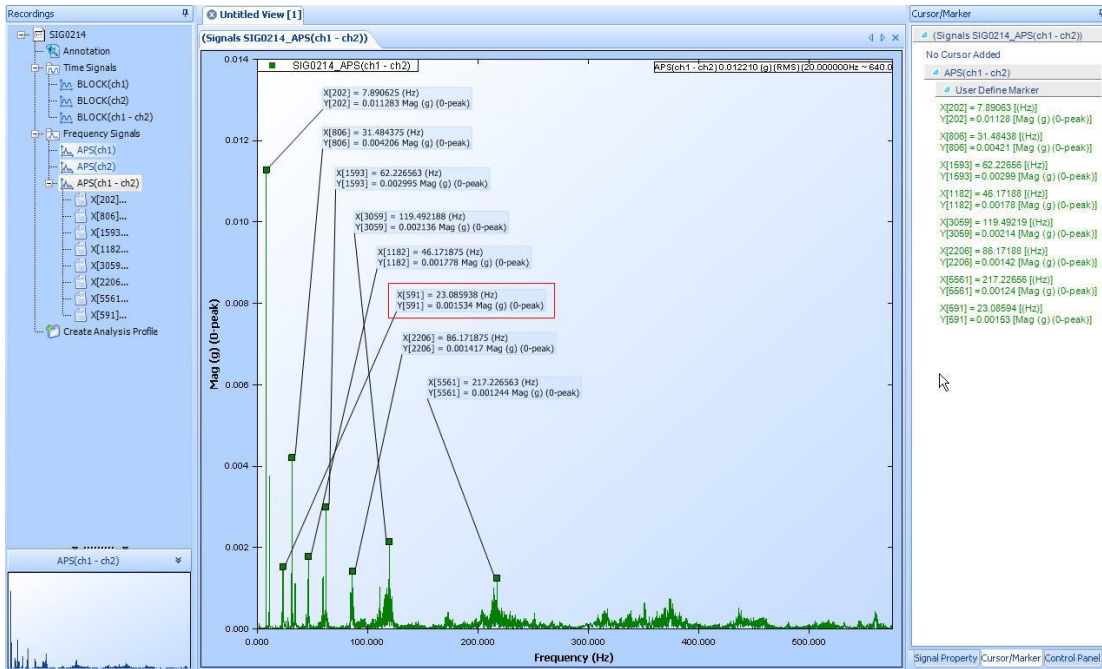 Recordings
SIG0214
Annotation
Time Signals
BLOCK(ch1)
BLOCK(ch2)
BLOCK(ch1 - ch2)
Frequency Signals
APS(ch1)
APS(ch2)
APS(ch1 - ch2)
X[202]...
X[806]...
X[1593...
X[1182...
X[3059...
X[2206...
X[5561...
X[591]...
Create Analysis Profile
APS(ch1 - ch2)
Untitled View [1]
(Signals SIG0214_APS(ch1 - ch2))
SIG0214_APS(ch1 - ch2)
APS(ch1 - ch2) 0.012210 (g) (RMS) (20.000000Hz ~ 640.0
X[202] = 7.890625 (Hz)
Y[202] = 0.011283 Mag (g) (0-peak)
X[806] = 31.484375 (Hz)
Y[806] = 0.004206 Mag (g) (0-peak)
X[1593] = 62.226563 (Hz)
Y[1593] = 0.002995 Mag (g) (0-peak)
X[3059] = 119.492188 (Hz)
Y[3059] = 0.002136 Mag (g) (0-peak)
X[1182] = 46.171875 (Hz)
Y[1182] = 0.001778 Mag (g) (0-peak)
X[591] = 23.085938 (Hz)
Y[591] = 0.001534 Mag (g) (0-peak)
X[2206] = 86.171875 (Hz)
Y[2206] = 0.001417 Mag (g) (0-peak)
X[5561] = 217.226563 (Hz)
Y[5561] = 0.001244 Mag (g) (0-peak)
Mag (g) (0-peak)
0.014
0.012
0.010
0.008
0.006
0.004
0.002
0.000
0.000 100.000 200.000 300.000 400.000 500.000
Frequency (Hz)
Cursor/Marker
(Signals SIG0214_APS(ch1 - ch2))
No Cursor Added
APS(ch1 - ch2)
User Define Marker
X[202] = 7.89063 [(Hz)]
Y[202] = 0.01128 [Mag (g) (0-peak)]
X[806] = 31.48438 [(Hz)]
Y[806] = 0.00421 [Mag (g) (0-peak)]
X[1593] = 62.22656 [(Hz)]
Y[1593] = 0.00299 [Mag (g) (0-peak)]
X[1182] = 46.17188 [(Hz)]
Y[1182] = 0.00178 [Mag (g) (0-peak)]
X[3059] = 119.49219 [(Hz)]
Y[3059] = 0.00214 [Mag (g) (0-peak)]
X[2206] = 86.17188 [(Hz)]
Y[2206] = 0.00142 [Mag (g) (0-peak)]
X[5561] = 217.22656 [(Hz)]
Y[5561] = 0.00124 [Mag (g) (0-peak)]
X[591] = 23.08594 [(Hz)]
Y[591] = 0.00153 [Mag (g) (0-peak)]
Signal Property Cursor/Marker Control Panel